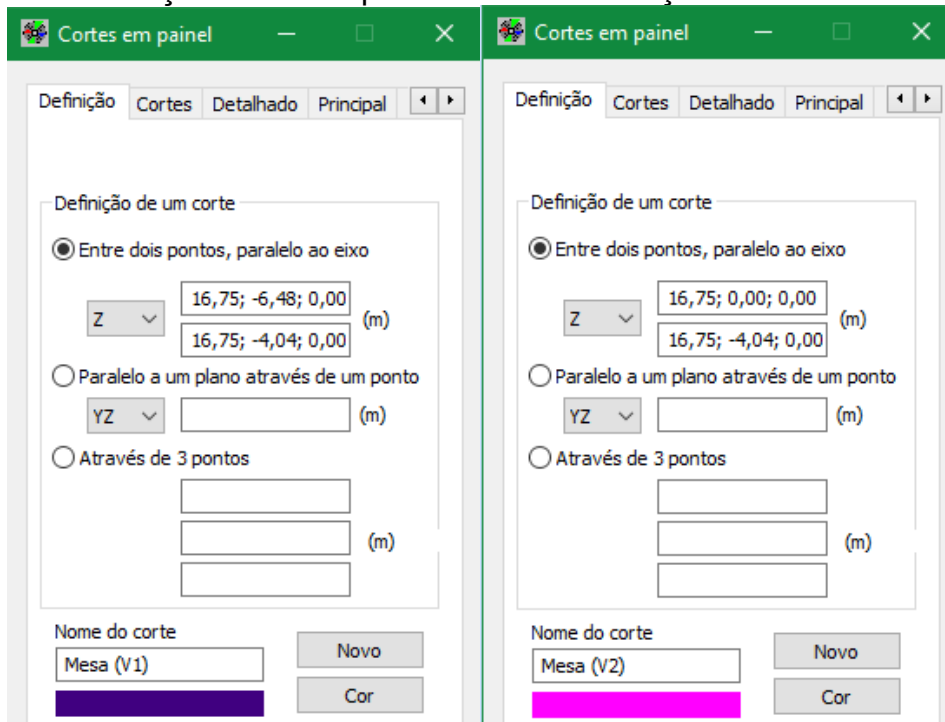 Cortes em painel
Definição Cortes Detalhado Principal
Definição de um corte
Entre dois pontos, paralelo ao eixo
Z
16,75; -6,48; 0,00
(m)
16,75; -4,04; 0,00
Paralelo a um plano através de um ponto
YZ
(m)
Através de 3 pontos
(m)
Nome do corte
Mesa (V1)
Novo
Cor
Cortes em painel
Definição Cortes Detalhado Principal
Definição de um corte
Entre dois pontos, paralelo ao eixo
Z
16,75; 0,00; 0,00
(m)
16,75; -4,04; 0,00
Paralelo a um plano através de um ponto
YZ
(m)
Através de 3 pontos
(m)
Nome do corte
Mesa (V2)
Novo
Cor